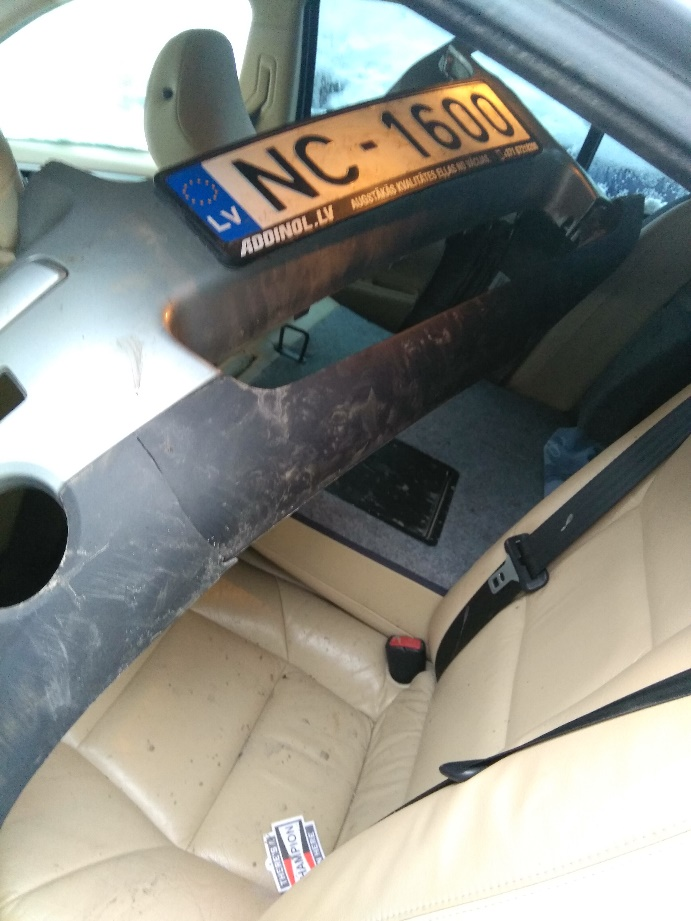 NC-1600
LV
ADDINOL.LV
AUGSTĀKĀS KVALITĀTES EĻĻAS NO VĀCIJAS
CHAMPION